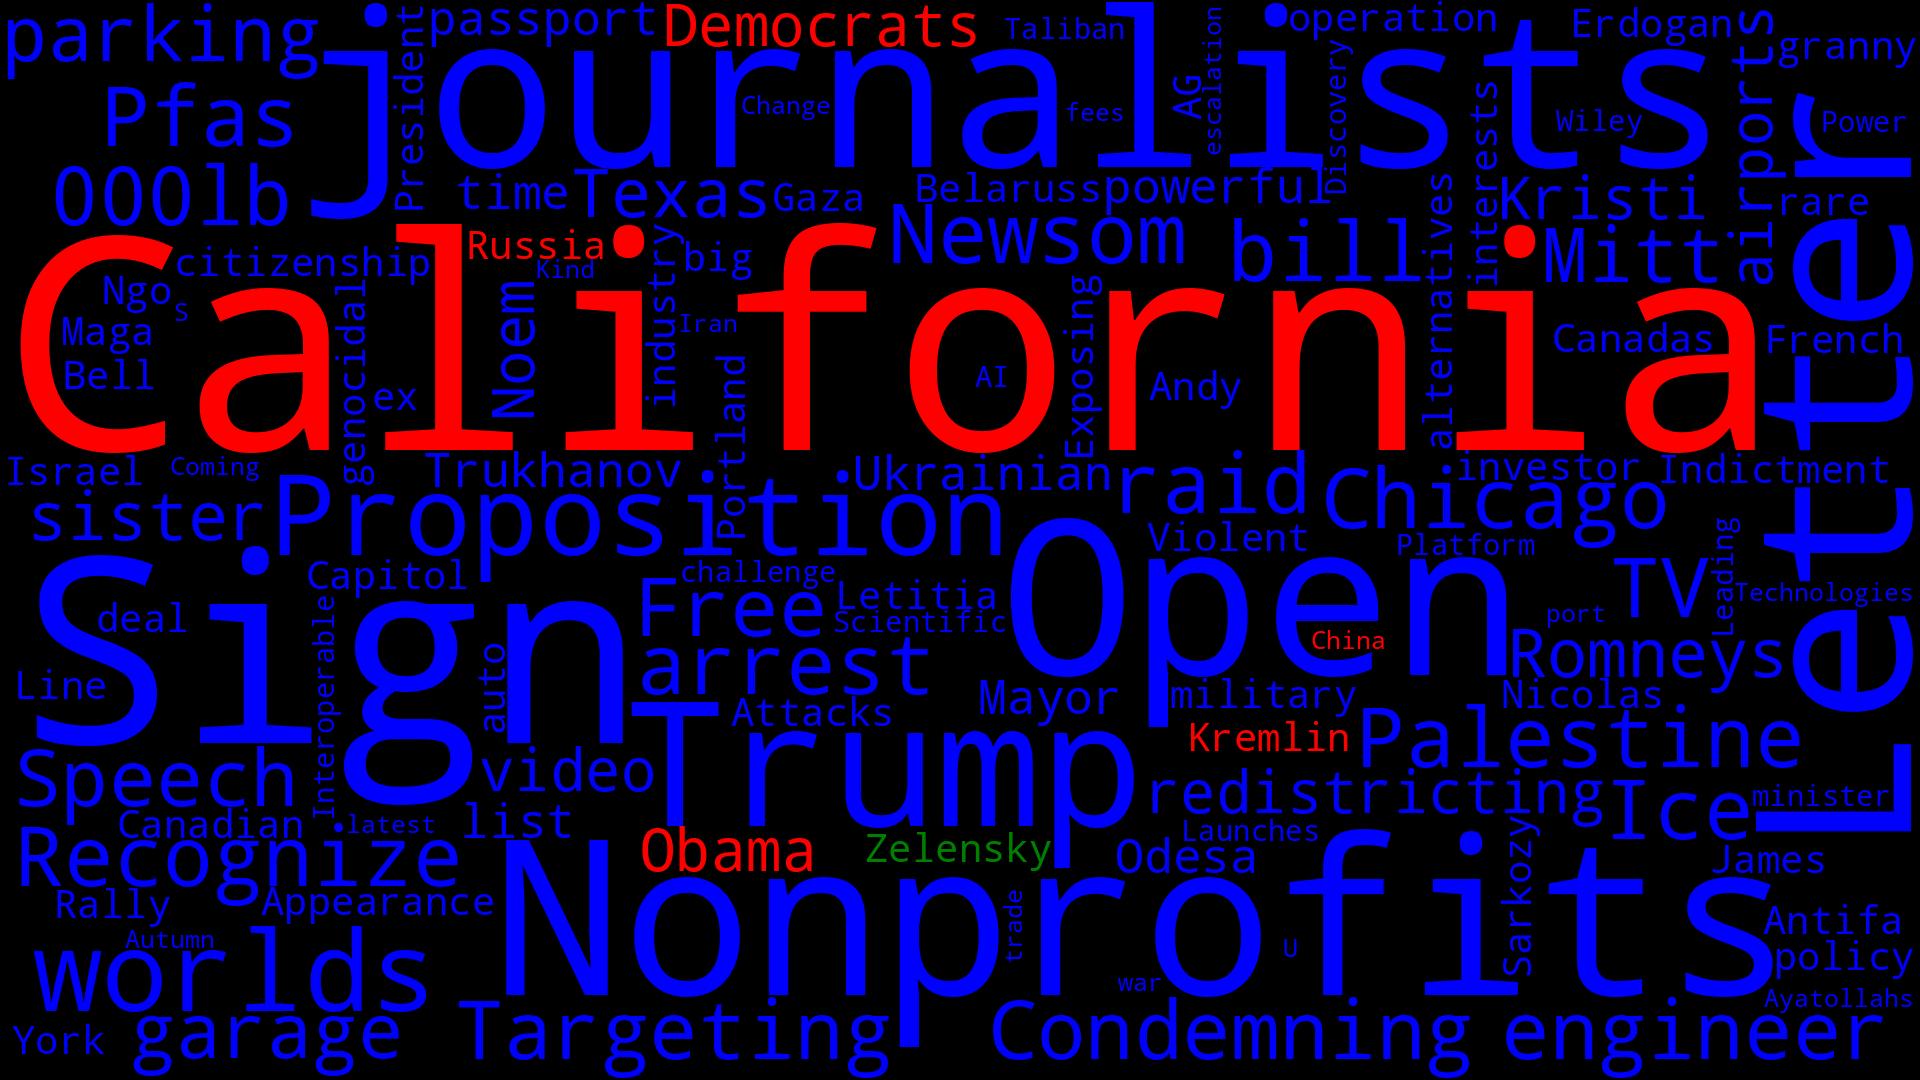 parking
President
passport
Democrats
Taliban
escalation
operation
Erdogan
airports
granny
journalists
Pfas
Change
fees
AG
Discovery
interests
Wiley
Power
Letter
OOOlb
time
Texas
Gaza
Belaruss
powerful
Kristi
rare
California
citizenship
Russia
Kind
industry
big
Newsom
bill
alternatives
Mitt
Ngo
S
genocidal
Noem
Iran
Exposing
Maga
Canadas
French
Bell
ex
Portland
AI
Andy
Israel
Coming
Trukhanov
Ukrainian
raid
Chicago
investor
Indictment
sister
Proposition
Open
Violent
Platform
Leading
Sign
Capitol
challenge
Free
Letitia
Scientific
TV
Technologies
deal
Interoperable
auto
arrest
China
port
Romneys
Line
Attacks
Mayor
military
Nicolas
Trump
Kremlin
Palestine
Speech
video
redistricting
Ice
minister
Canadian
latest
list
Launches
Recognize
Obama
Zelensky
Odesa
Sarkozy
James
Rally
Appearance
Nonprofits
trade
Antifa
worlds
Autumn
U
policy
war
Ayatollahs
York
garage
Targeting
Condemning
engineer